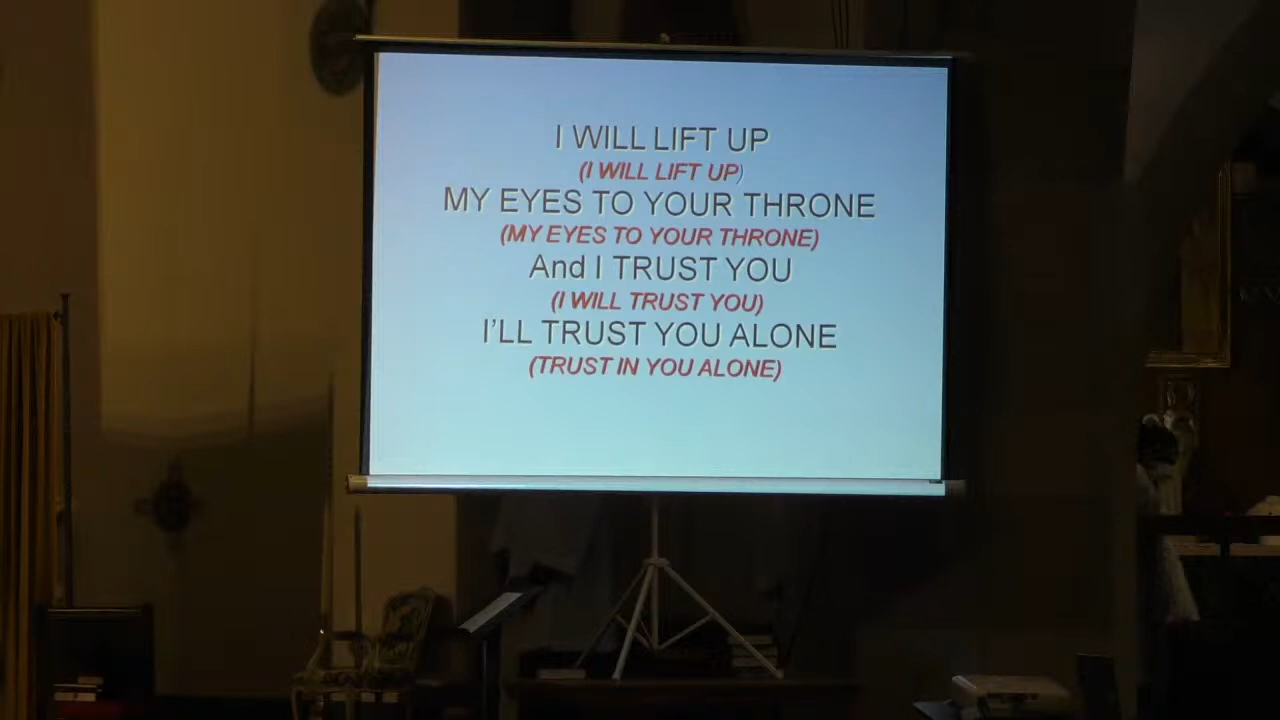 I WILL LIFT UP
(I WILL LIFT UP)
MY EYES TO YOUR THRONE
(MY EYES TO YOUR THRONE)
And I TRUST YOU
(I WILL TRUST YOU)
I'LL TRUST YOU ALONE
(TRUST IN YOU ALONE)